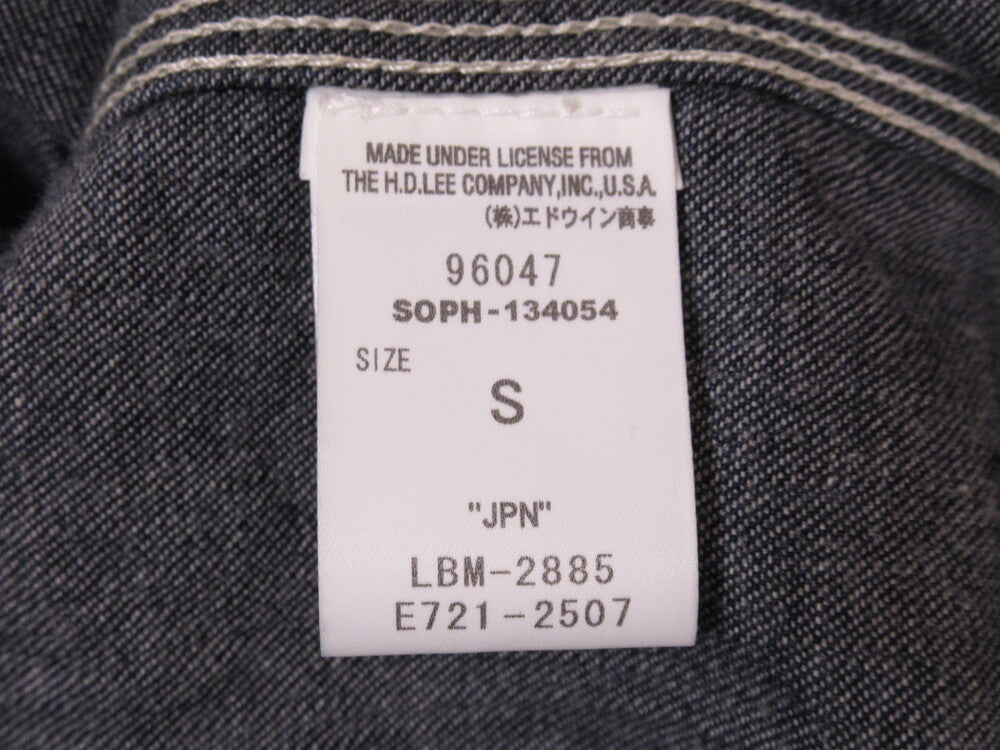 MADE UNDER LICENSE FROM
THE H.D.LEE COMPANY,INC.,U.S.A.
(株)エドウイン商事
96047
SOPH-134054
SIZE
S
"JPN"
LBM-2885
E721-2507